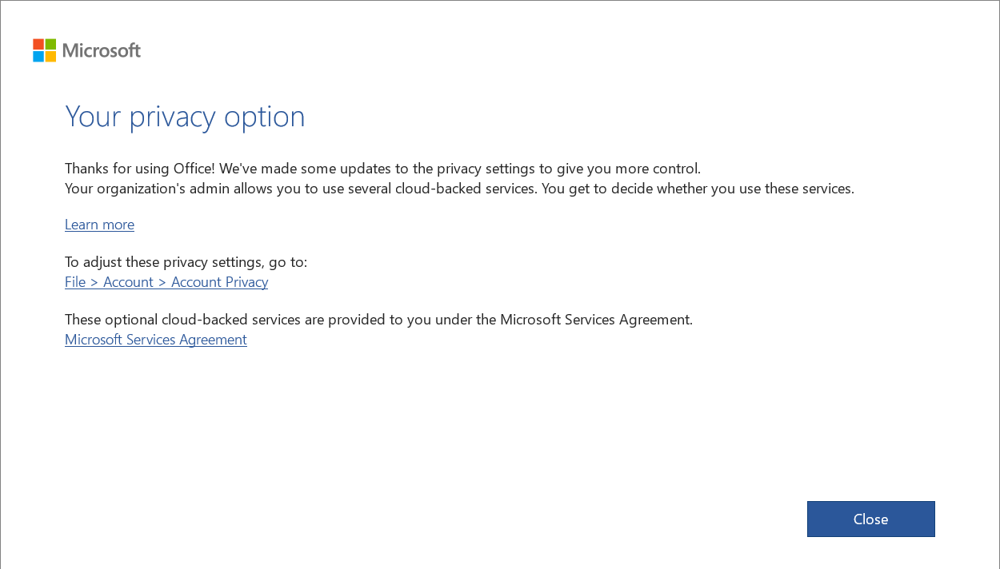 Microsoft
Your privacy option
Thanks for using Office! We've made some updates to the privacy settings to give you more control.
Your organization's admin allows you to use several cloud-backed services. You get to decide whether you use these services.
Learn more
To adjust these privacy settings, go to:
File > Account > Account Privacy
These optional cloud-backed services are provided to you under the Microsoft Services Agreement.
Microsoft Services Agreement
Close